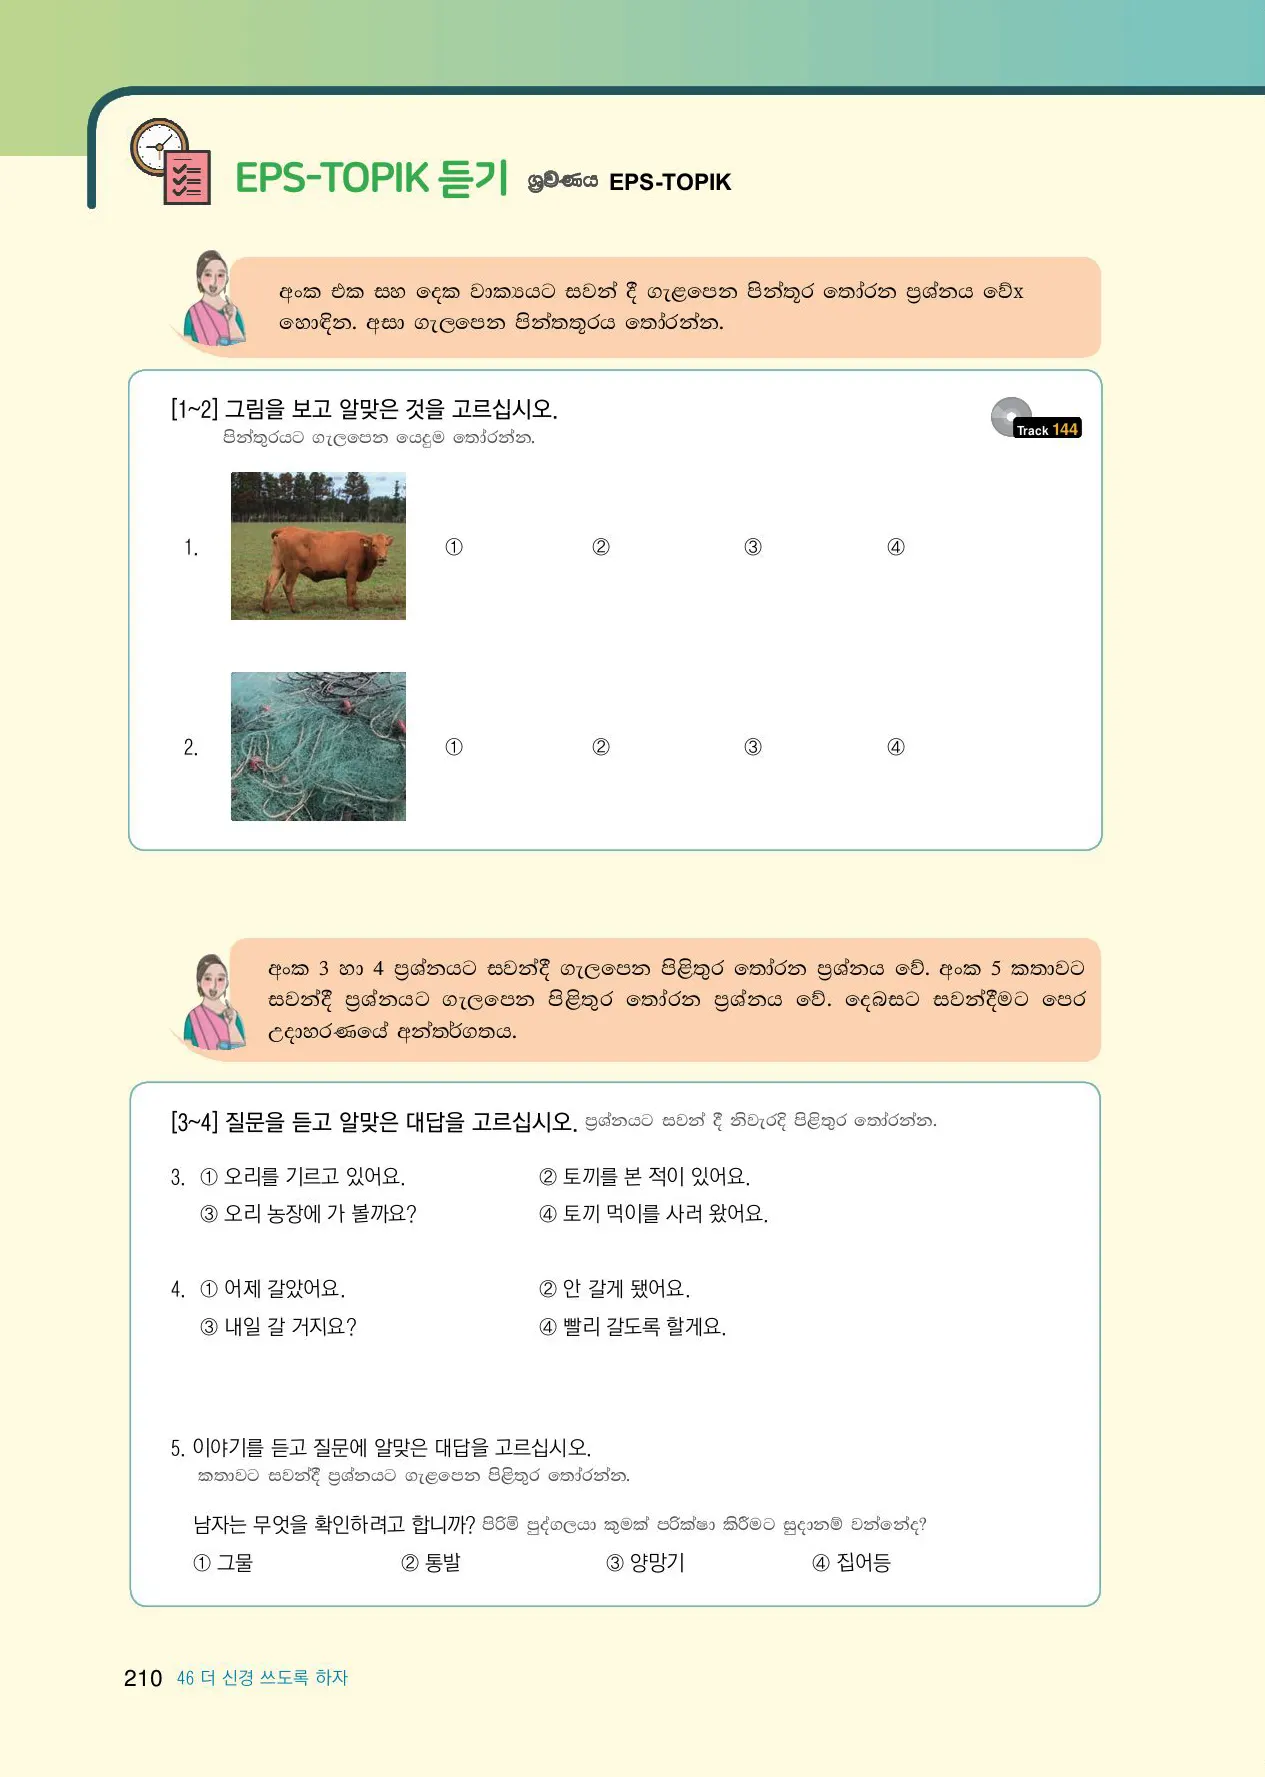 EPS-TOPIK 듣기 ශ්‍රවණය EPS-TOPIK
අංක එක සහ දෙක වාක්‍යයට සවන් දී ගැළපෙන පින්තූර තෝරන ප්‍රශ්නය වේx
හොඳින. අසා ගැලපෙන පින්තතූරය තෝරන්න.
[1~2] 그림을 보고 알맞은 것을 고르십시오.
පින්තුරයට ගැලපෙන යෙදුම තෝරන්න.
Track 144
1. ① ② ③ ④
2. ① ② ③ ④
අංක 3 හා 4 ප්‍රශ්නයට සවන්දී ගැලපෙන පිළිතුර තෝරන ප්‍රශ්නය වේ. අංක 5 කතාවට
සවන්දී ප්‍රශ්නයට ගැලපෙන පිළිතුර තෝරන ප්‍රශ්නය වේ. දෙබසට සවන්දීමට පෙර
උදාහරණයේ අන්තර්ගතය.
[3~4] 질문을 듣고 알맞은 대답을 고르십시오. ප්‍රශ්නයට සවන් දී නිවැරදි පිළිතුර තෝරන්න.
3. ① 오리를 기르고 있어요. ② 토끼를 본 적이 있어요.
③ 오리 농장에 가 볼까요? ④ 토끼 먹이를 사러 왔어요.
4. ① 어제 갈았어요. ② 안 갈게 됐어요.
③ 내일 갈 거지요? ④ 빨리 갈도록 할게요.
5. 이야기를 듣고 질문에 알맞은 대답을 고르십시오.
කතාවට සවන්දී ප්‍රශ්නයට ගැළපෙන පිළිතුර තෝරන්න.
남자는 무엇을 확인하려고 합니까? පිරිමි පුද්ගලයා කුමක් පරික්ෂා කිරීමට සුදානම් වන්නේද?
① 그물 ② 통발 ③ 양망기 ④ 집어등
210 46 더 신경 쓰도록 하자